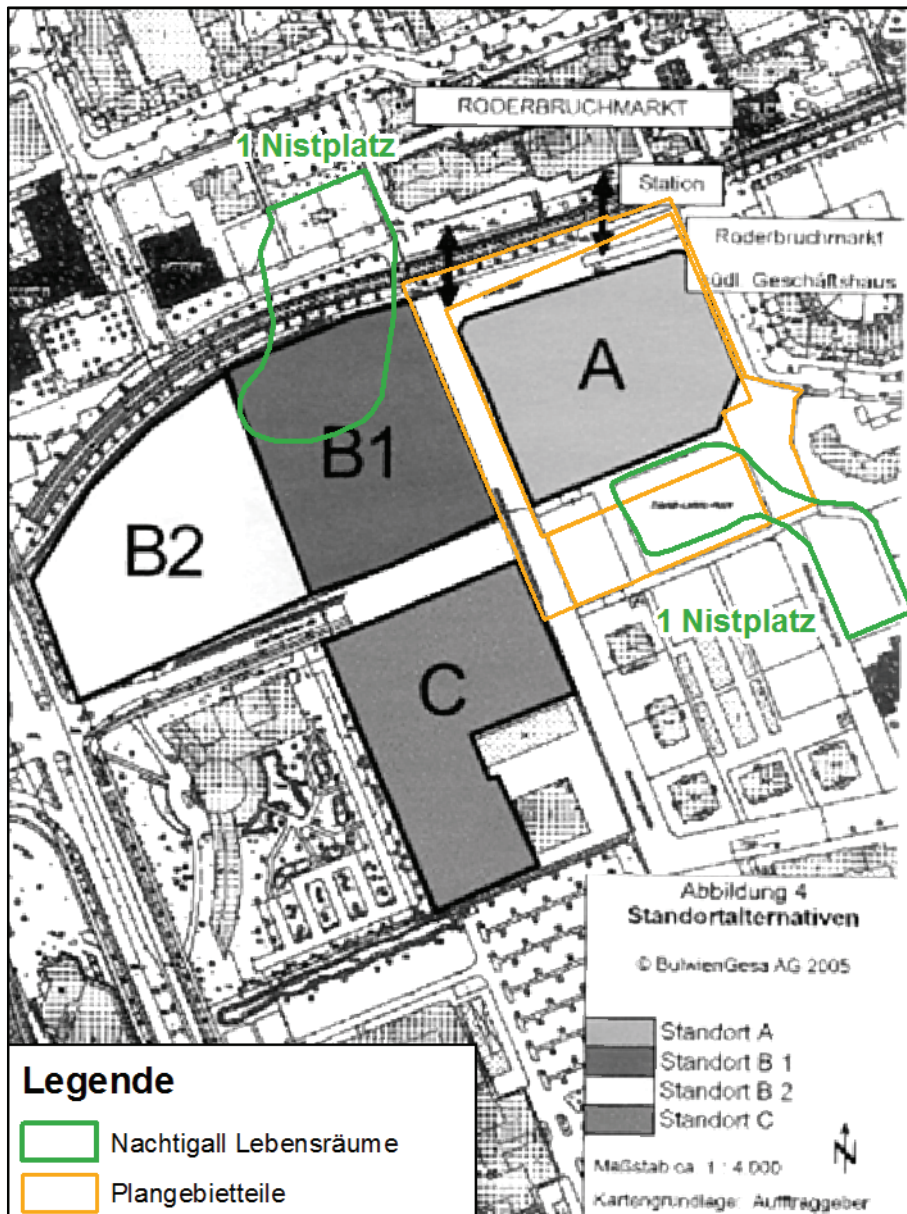 RODERBRUCHMARKT
1 Nistplatz
Station
Roderbruchmarkt
südl. Geschäftshaus
A
B1
B2
1 Nistplatz
C
Abbildung 4
Standortalternativen
© BulwienGesa AG 2005
Standort A
Standort B 1
Standort B 2
Standort C
Maßstab ca. 1 : 4 000
N
Kartengrundlage: Aufftraggeber
Legende
Nachtigall Lebensräume
Plangebietteile